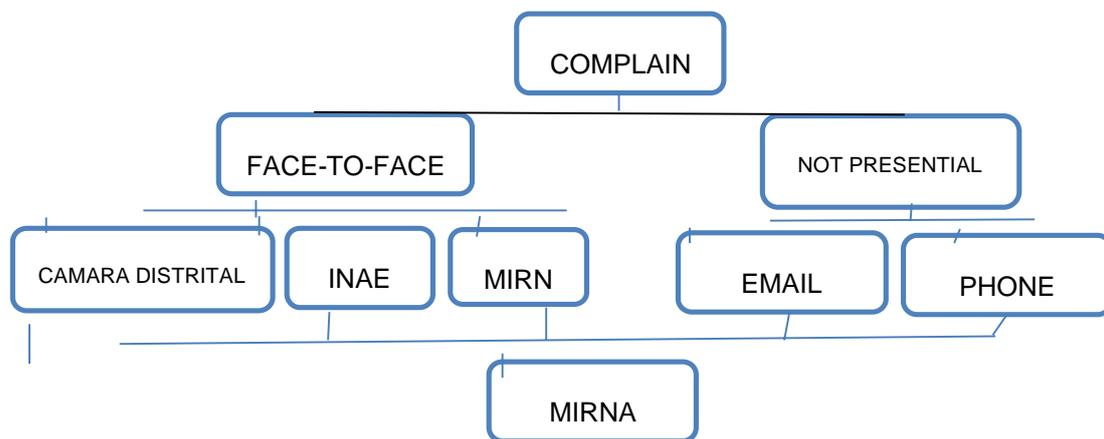 COMPLAIN
FACE-TO-FACE
NOT PRESENTIAL
CAMARA DISTRITAL
INAE
MIRN
EMAIL
PHONE
MIRNA